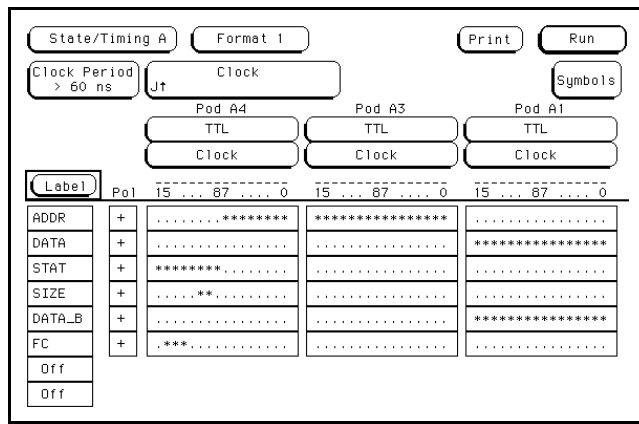 State/Timing A Format 1 Print Run
Clock Period > 60 ns
Clock J↑
Symbols
Pod A4 Pod A3 Pod A1
TTL TTL TTL
Clock Clock Clock
Label Pol 15 ... 87 .... 0 15 ... 87 .... 0 15 ... 87 .... 0
ADDR + ........******** **************** ................
DATA + ................ ................ ****************
STAT + ********........ ................ ................
SIZE + .....**......... ................ ................
DATA_B + ................ ................ ****************
FC + .***............ ................ ................
Off
Off